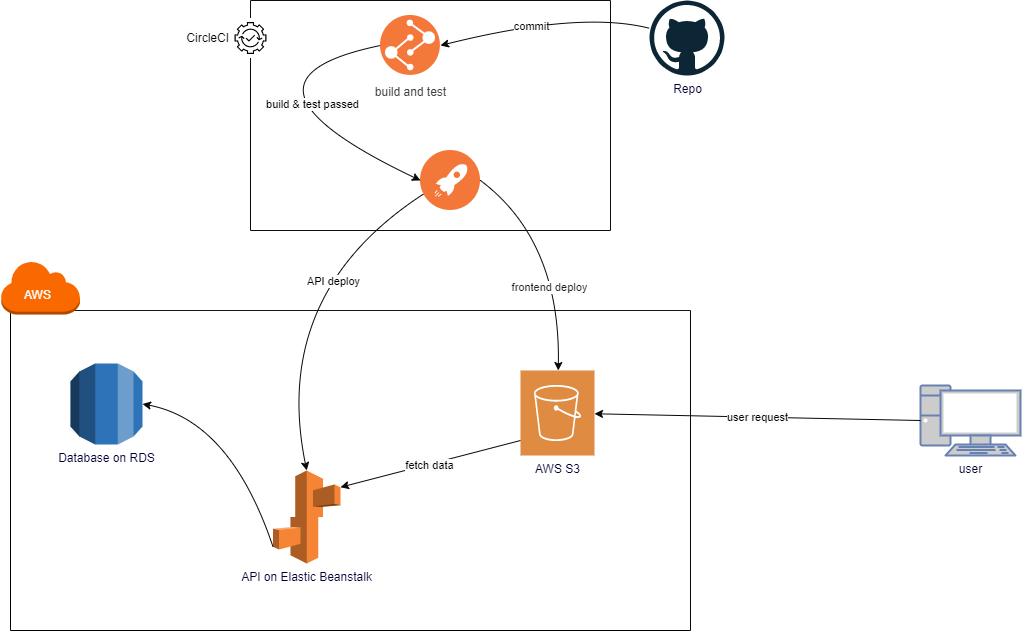 commit
CircleCI
build and test
Repo
build & test passed
API deploy
frontend deploy
AWS
user request
Database on RDS
fetch data
AWS S3
user
API on Elastic Beanstalk